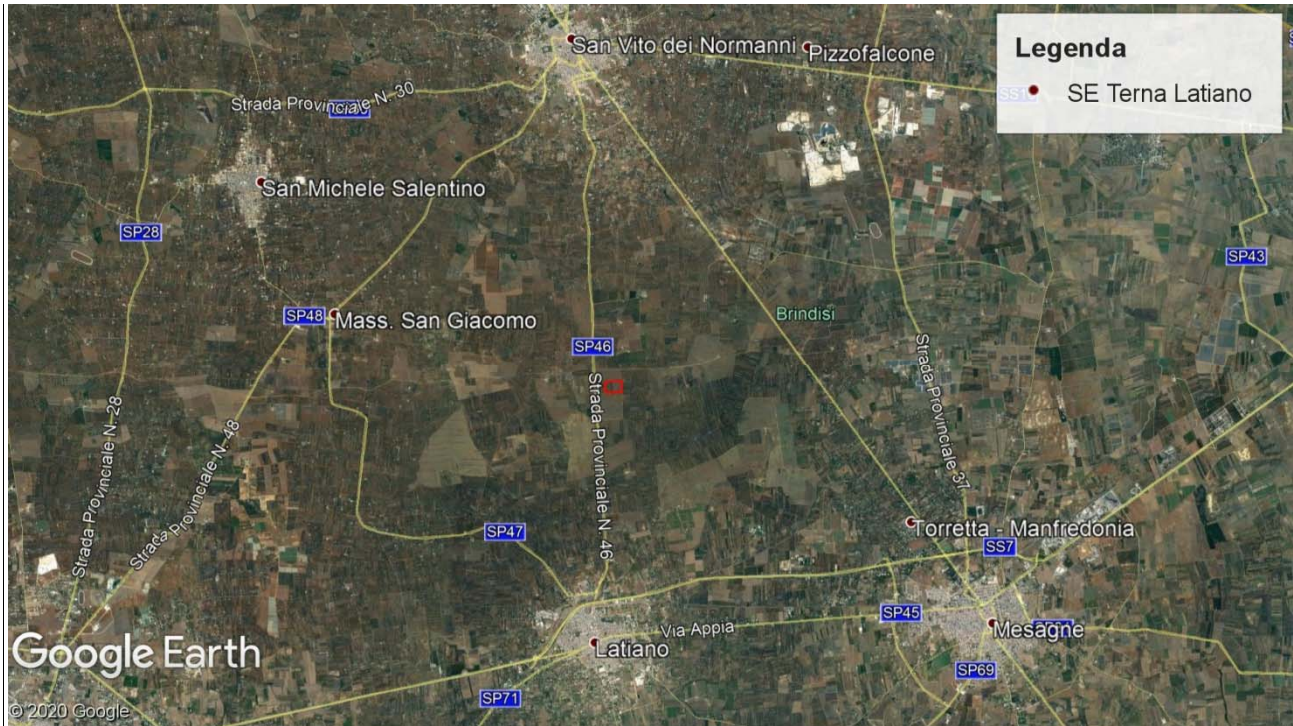 San Vito dei Normanni
Pizzofalcone
Legenda
SE Terna Latiano
Strada Provinciale N. 30
San Michele Salentino
SP28
SP43
SP48
Mass. San Giacomo
Brindisi
SP46
Strada Provinciale 37
Strada Provinciale N. 46
Strada Provinciale N. 28
Strada Provinciale N. 48
SP47
Torretta - Manfredonia
SS7
SP45
Via Appia
Mesagne
Latiano
SP69
SP71
Google Earth
© 2020 Google